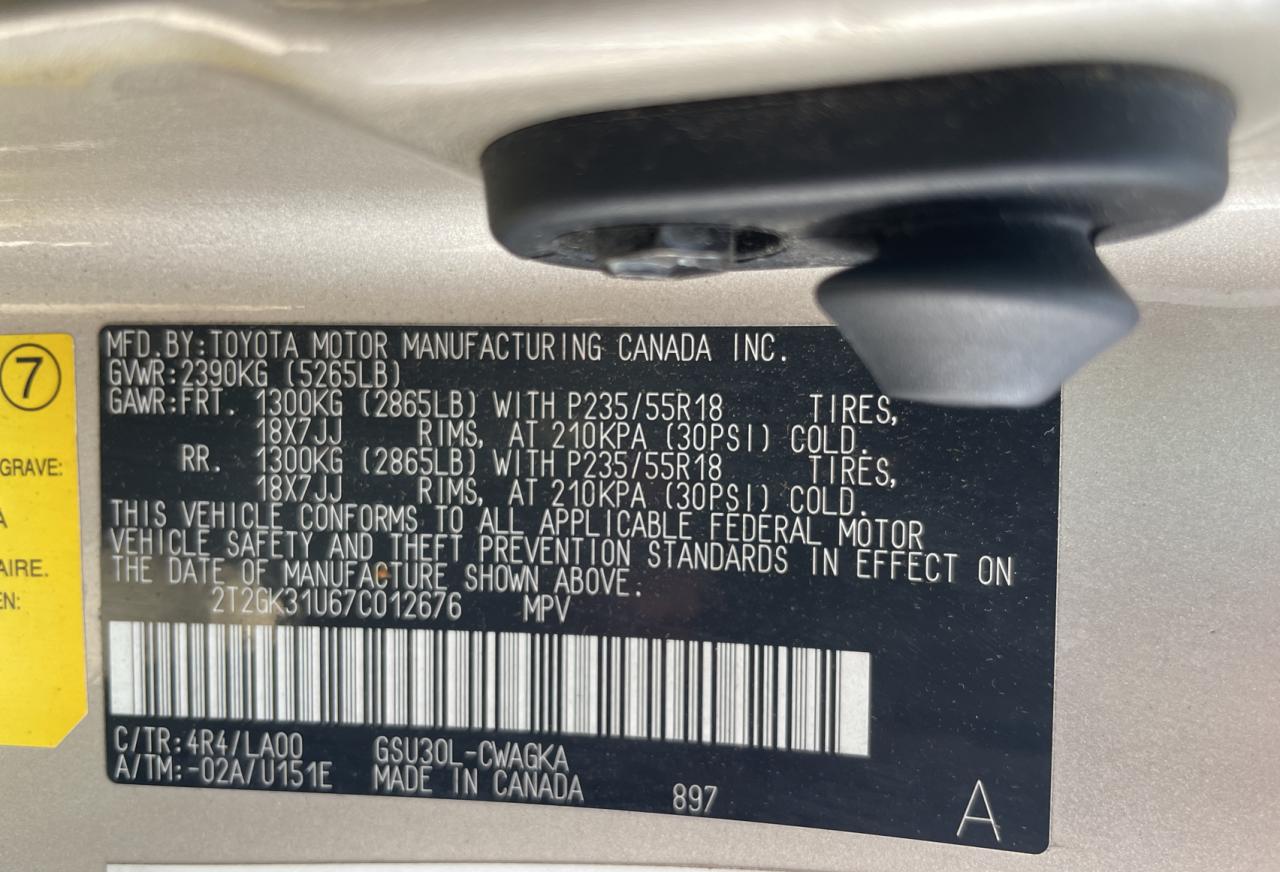 7
GRAVE:
A
AIRE.
EN:
MFD.BY:TOYOTA MOTOR MANUFACTURING CANADA INC.
GVWR:2390KG (5265LB)
GAWR:FRT. 1300KG (2865LB) WITH P235/55R18 TIRES,
18X7JJ RIMS, AT 210KPA (30PSI) COLD.
RR. 1300KG (2865LB) WITH P235/55R18 TIRES,
18X7JJ RIMS, AT 210KPA (30PSI) COLD.
THIS VEHICLE CONFORMS TO ALL APPLICABLE FEDERAL MOTOR
VEHICLE SAFETY AND THEFT PREVENTION STANDARDS IN EFFECT ON
THE DATE OF MANUFACTURE SHOWN ABOVE.
2T2GK31U67C012676 MPV
C/TR:4R4/LA00 GSU30L-CWAGKA
A/TM:-02A/U151E MADE IN CANADA
897
A